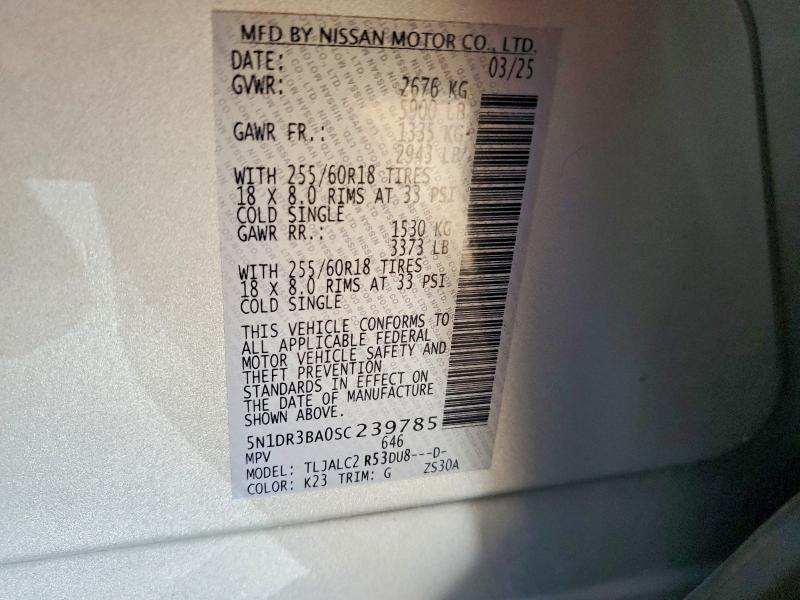 MFD BY NISSAN MOTOR CO., LTD.
DATE: 03/25
GVWR: 2676 KG
5900 LB
GAWR FR.: 1335 KG
2943 LB
WITH 255/60R18 TIRES
18 X 8.0 RIMS AT 33 PSI
COLD SINGLE
GAWR RR.: 1530 KG
3373 LB
WITH 255/60R18 TIRES
18 X 8.0 RIMS AT 33 PSI
COLD SINGLE
THIS VEHICLE CONFORMS TO
ALL APPLICABLE FEDERAL
MOTOR VEHICLE SAFETY AND
THEFT PREVENTION
STANDARDS IN EFFECT ON
THE DATE OF MANUFACTURE
SHOWN ABOVE.
5N1DR3BA0SC239785
MPV 646
MODEL: TLJALC2 R53DU8---D-
COLOR: K23 TRIM: G ZS30A